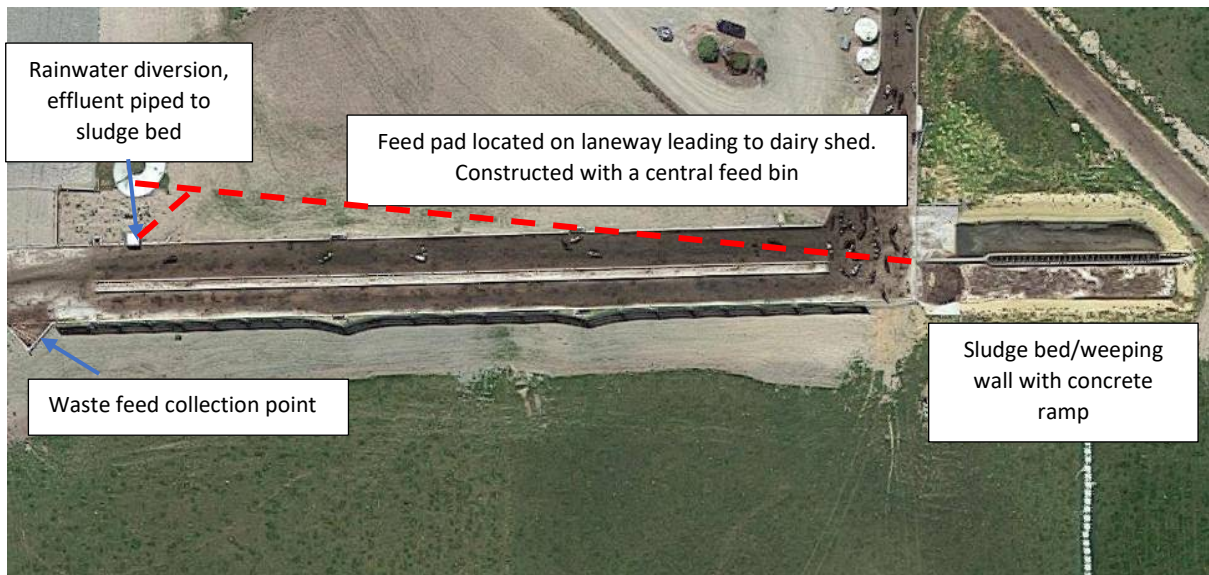 Rainwater diversion,
effluent piped to
sludge bed
Feed pad located on laneway leading to dairy shed.
Constructed with a central feed bin
Waste feed collection point
Sludge bed/weeping
wall with concrete
ramp